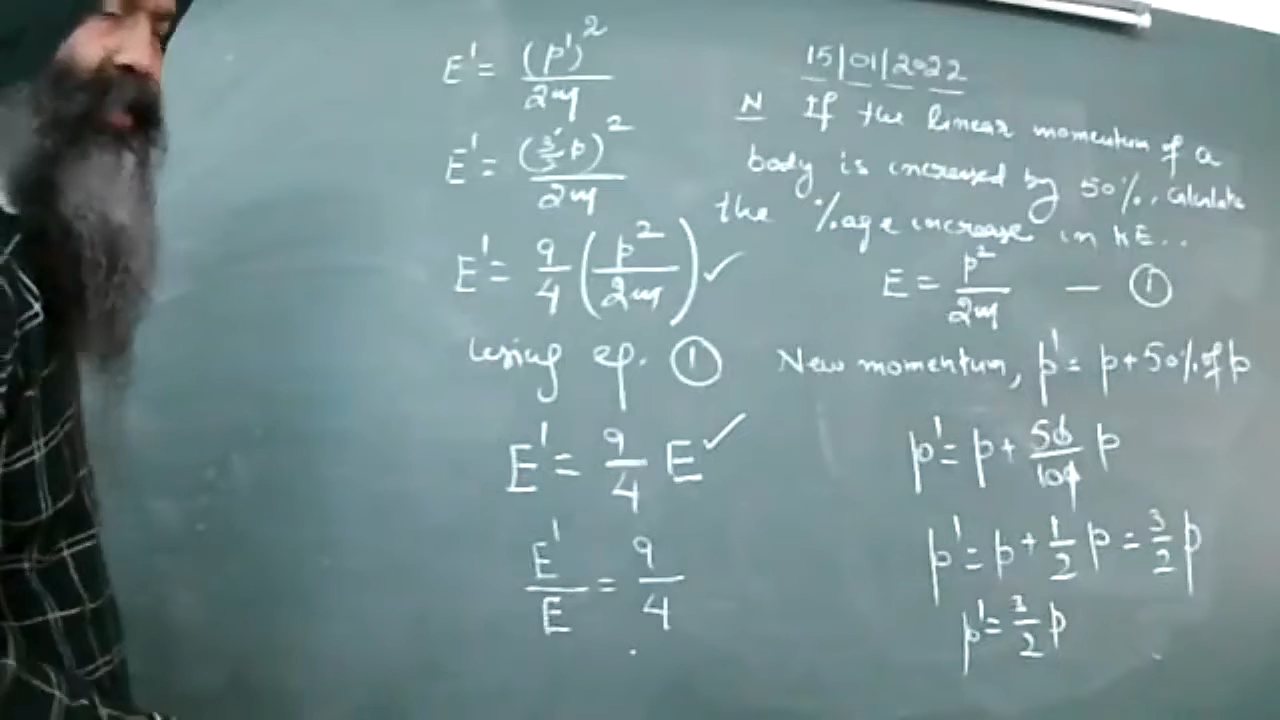 15|01|2022
N If the linear momentum of a
body is increased by 50%., Calculate
the %age increase in KE..
E = p²/2m — ①
New momentum, p' = p + 50% of p
p' = p + 50/100 p
p' = p + 1/2 p = 3/2 p
p' = 3/2 p
E' = (p')²/2m
E' = (3/2 p)²/2m
E' = 9/4 (p²/2m) ✓
using eq. ①
E' = 9/4 E ✓
E'/E = 9/4